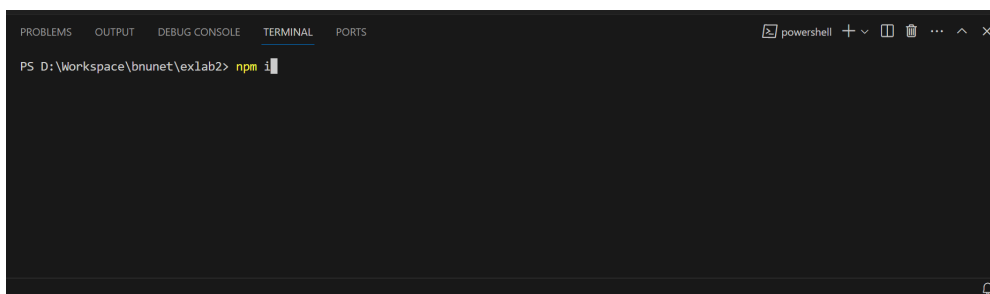 PROBLEMS OUTPUT DEBUG CONSOLE TERMINAL PORTS powershell
PS D:\Workspace\bnunet\exlab2> npm i